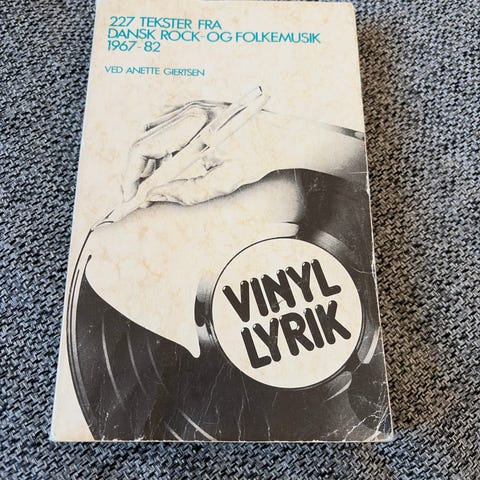 227 TEKSTER FRA
DANSK ROCK- OG FOLKEMUSIK
1967-82
VED ANETTE GIERTSEN
VINYL
LYRIK